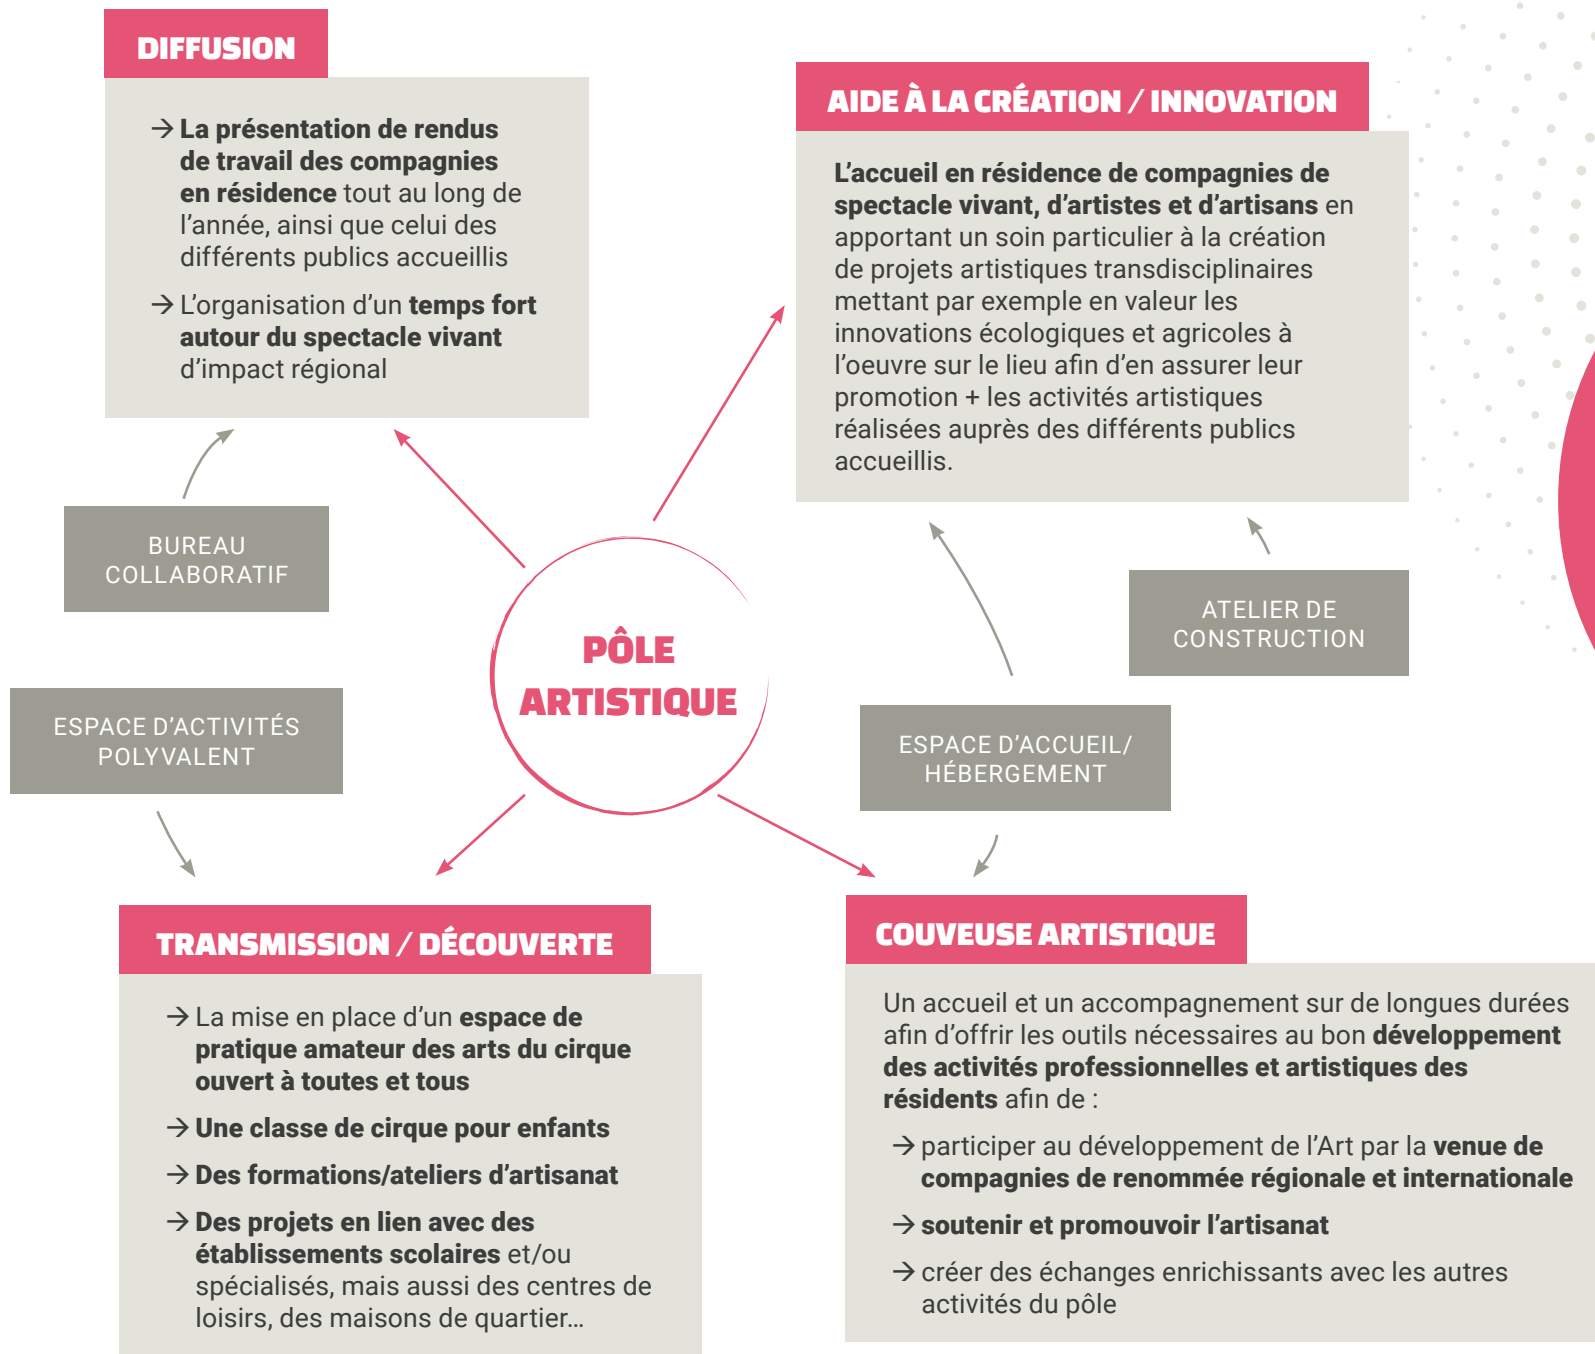 DIFFUSION
→ La présentation de rendus
de travail des compagnies
en résidence tout au long de
l’année, ainsi que celui des
différents publics accueillis
→ L’organisation d’un temps fort
autour du spectacle vivant
d’impact régional
AIDE À LA CRÉATION / INNOVATION
L’accueil en résidence de compagnies de
spectacle vivant, d’artistes et d’artisans en
apportant un soin particulier à la création
de projets artistiques transdisciplinaires
mettant par exemple en valeur les
innovations écologiques et agricoles à
l’oeuvre sur le lieu afin d’en assurer leur
promotion + les activités artistiques
réalisées auprès des différents publics
accueillis.
BUREAU
COLLABORATIF
ATELIER DE
CONSTRUCTION
PÔLE
ARTISTIQUE
ESPACE D’ACTIVITÉS
POLYVALENT
ESPACE D’ACCUEIL/
HÉBERGEMENT
TRANSMISSION / DÉCOUVERTE
→ La mise en place d’un espace de
pratique amateur des arts du cirque
ouvert à toutes et tous
→ Une classe de cirque pour enfants
→ Des formations/ateliers d’artisanat
→ Des projets en lien avec des
établissements scolaires et/ou
spécialisés, mais aussi des centres de
loisirs, des maisons de quartier…
COUVEUSE ARTISTIQUE
Un accueil et un accompagnement sur de longues durées
afin d’offrir les outils nécessaires au bon développement
des activités professionnelles et artistiques des
résidents afin de :
→ participer au développement de l’Art par la venue de
compagnies de renommée régionale et internationale
→ soutenir et promouvoir l’artisanat
→ créer des échanges enrichissants avec les autres
activités du pôle